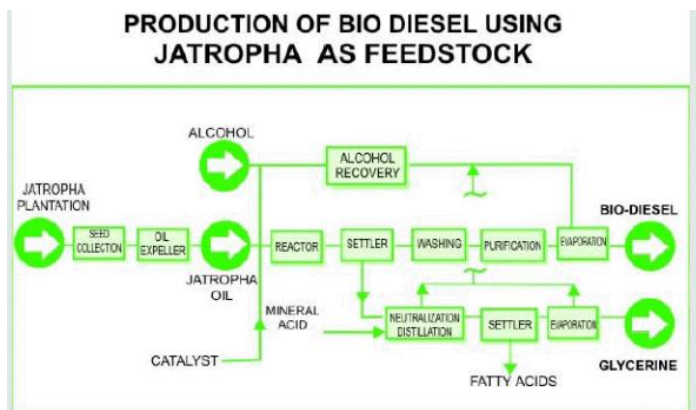 PRODUCTION OF BIO DIESEL USING
JATROPHA AS FEEDSTOCK
ALCOHOL
ALCOHOL
RECOVERY
JATROPHA
PLANTATION
BIO-DIESEL
SEED
COLLECTION
OIL
EXPELLER
REACTOR
SETTLER
WASHING
PURIFICATION
EVAPORATION
JATROPHA
OIL
MINERAL
ACID
NEUTRALIZATION
DISTILLATION
SETTLER
EVAPORATION
CATALYST
GLYCERINE
FATTY ACIDS